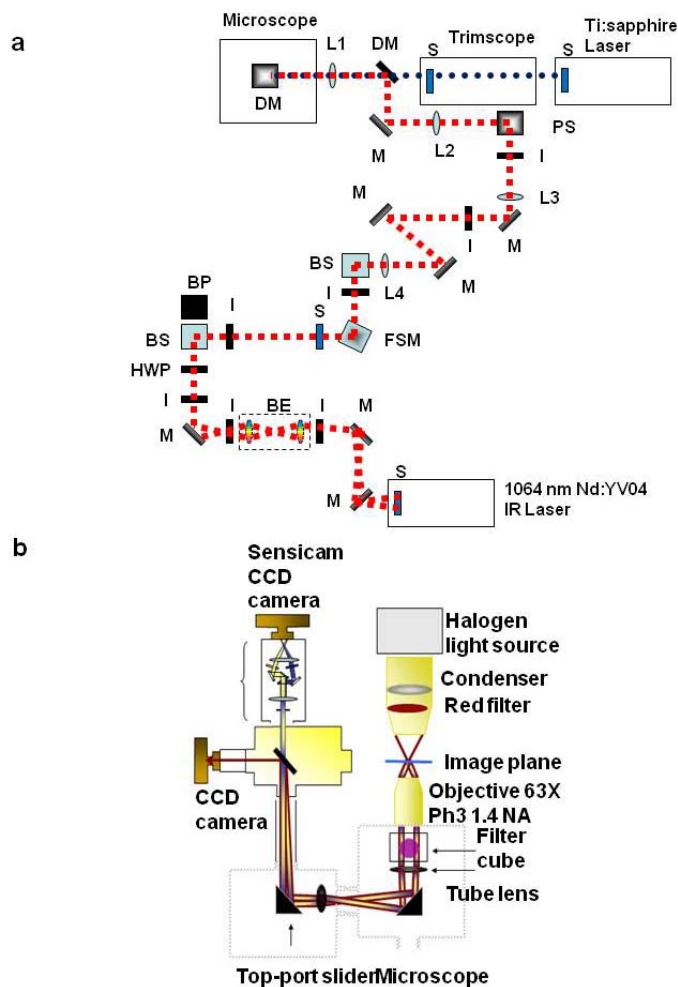 a
Microscope
L1
DM
Trimscope
Ti:sapphire
Laser
S
S
DM
M
L2
PS
I
M
L3
I
M
BS
L4
M
I
BP
I
S
FSM
BS
HWP
I
I
BE
I
M
M
S
M
1064 nm Nd:YV04
IR Laser
b
Sensicam
CCD
camera
Halogen
light source
Condenser
Red filter
Image plane
CCD
camera
Objective 63X
Ph3 1.4 NA
Filter
cube
Tube lens
Top-port slider
Microscope